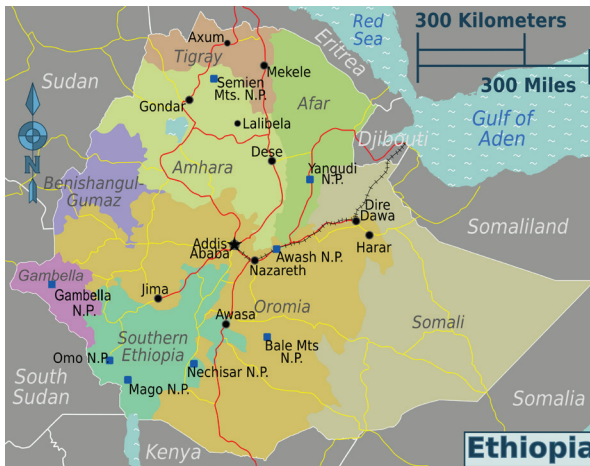 Red
Sea
300 Kilometers
300 Miles
Gulf of
Aden
Axum
Tigray
Eritrea
Sudan
Mekele
Semien
Mts. N.P.
Gondar
Afar
Lalibela
Djibouti
Dese
Amhara
Yangudi
N.P.
N
Benishangul-
Gumaz
Dire
Dawa
Somaliland
Addis
Ababa
Harar
Awash N.P.
Nazareth
Gambella
Gambella
N.P.
Jima
Oromia
Awasa
Somali
Southern
Ethiopia
Bale Mts
N.P.
Omo N.P.
Nechisar N.P.
South
Sudan
Mago N.P.
Somalia
Kenya
Ethiopia